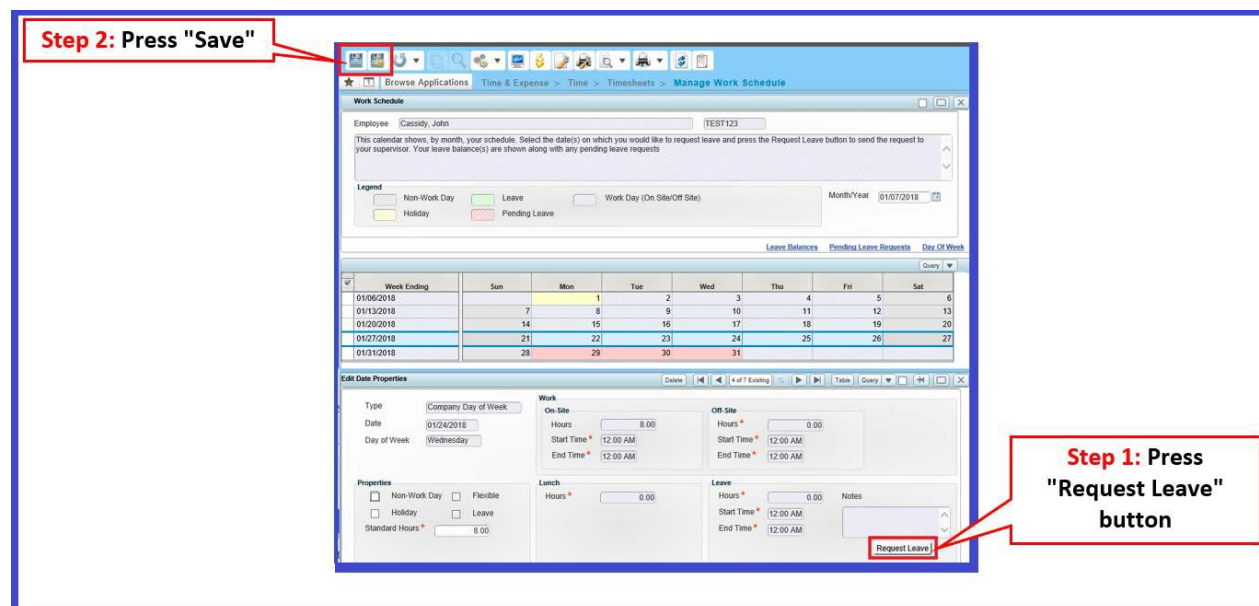 Step 2: Press "Save"
Browse Applications Time & Expense > Time > Timesheets > Manage Work Schedule
Work Schedule
Employee Cassidy, John TEST123
This calendar shows, by month, your schedule. Select the date(s) on which you would like to request leave and press the Request Leave button to send the request to
your supervisor. Your leave balance(s) are shown along with any pending leave requests
Legend
Non-Work Day Leave Work Day (On Site/Off Site) Month/Year 01/07/2018
Holiday Pending Leave
Leave Balances Pending Leave Requests Day Of Week
Query
Week Ending Sun Mon Tue Wed Thu Fri Sat
01/06/2018 1 2 3 4 5 6
01/13/2018 7 8 9 10 11 12 13
01/20/2018 14 15 16 17 18 19 20
01/27/2018 21 22 23 24 25 26 27
01/31/2018 28 29 30 31
Edit Date Properties Delete 4 of 7 Existing Table Query
Type Company Day of Week
Date 01/24/2018
Day of Week Wednesday
Work
On-Site
Hours 8.00
Start Time * 12:00 AM
End Time * 12:00 AM
Off-Site
Hours * 0.00
Start Time * 12:00 AM
End Time * 12:00 AM
Properties
Non-Work Day Flexible
Holiday Leave
Standard Hours * 8.00
Lunch
Hours * 0.00
Leave
Hours * 0.00 Notes
Start Time * 12:00 AM
End Time * 12:00 AM
Request Leave
Step 1: Press
"Request Leave"
button